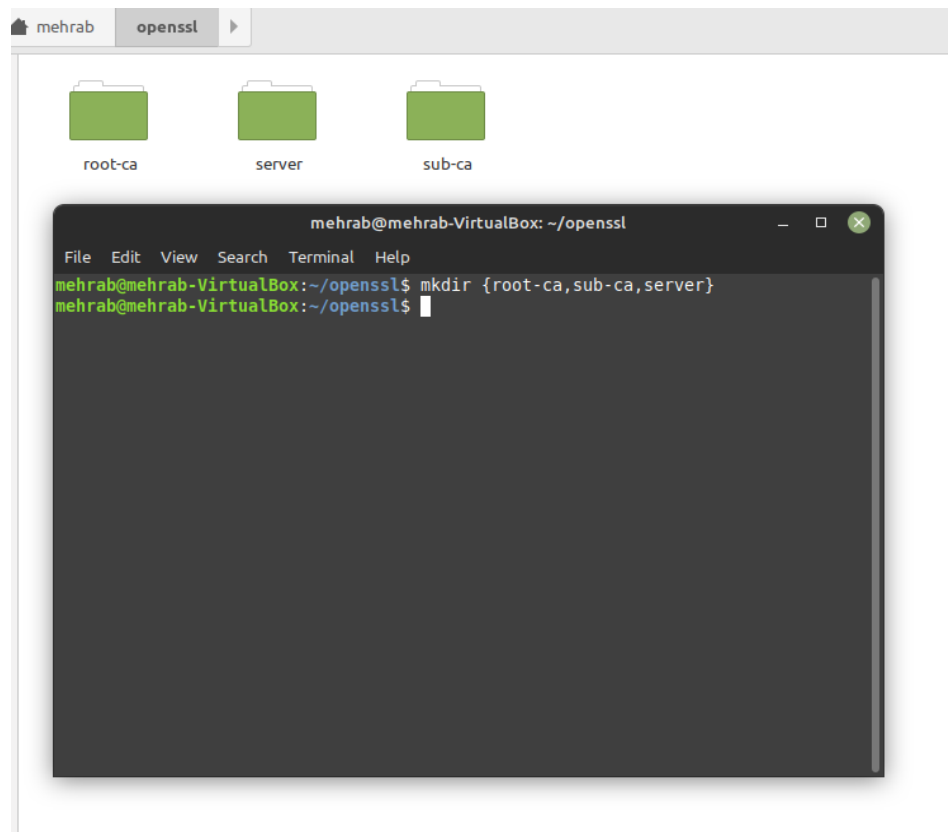 mehrab openssl
root-ca server sub-ca
mehrab@mehrab-VirtualBox: ~/openssl
File Edit View Search Terminal Help
mehrab@mehrab-VirtualBox:~/openssl$ mkdir {root-ca,sub-ca,server}
mehrab@mehrab-VirtualBox:~/openssl$